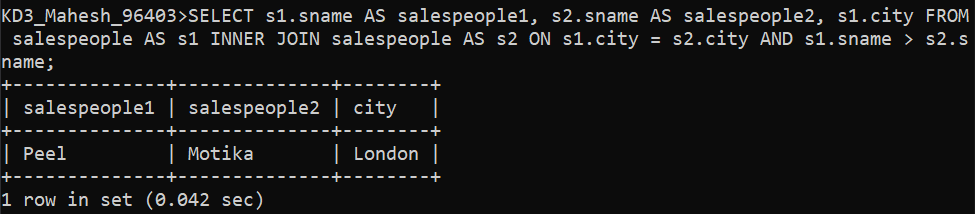 KD3_Mahesh_96403>SELECT s1.sname AS salespeople1, s2.sname AS salespeople2, s1.city FROM
 salespeople AS s1 INNER JOIN salespeople AS s2 ON s1.city = s2.city AND s1.sname > s2.s
name;
+--------------+--------------+--------+
| salespeople1 | salespeople2 | city   |
+--------------+--------------+--------+
| Peel         | Motika       | London |
+--------------+--------------+--------+
1 row in set (0.042 sec)